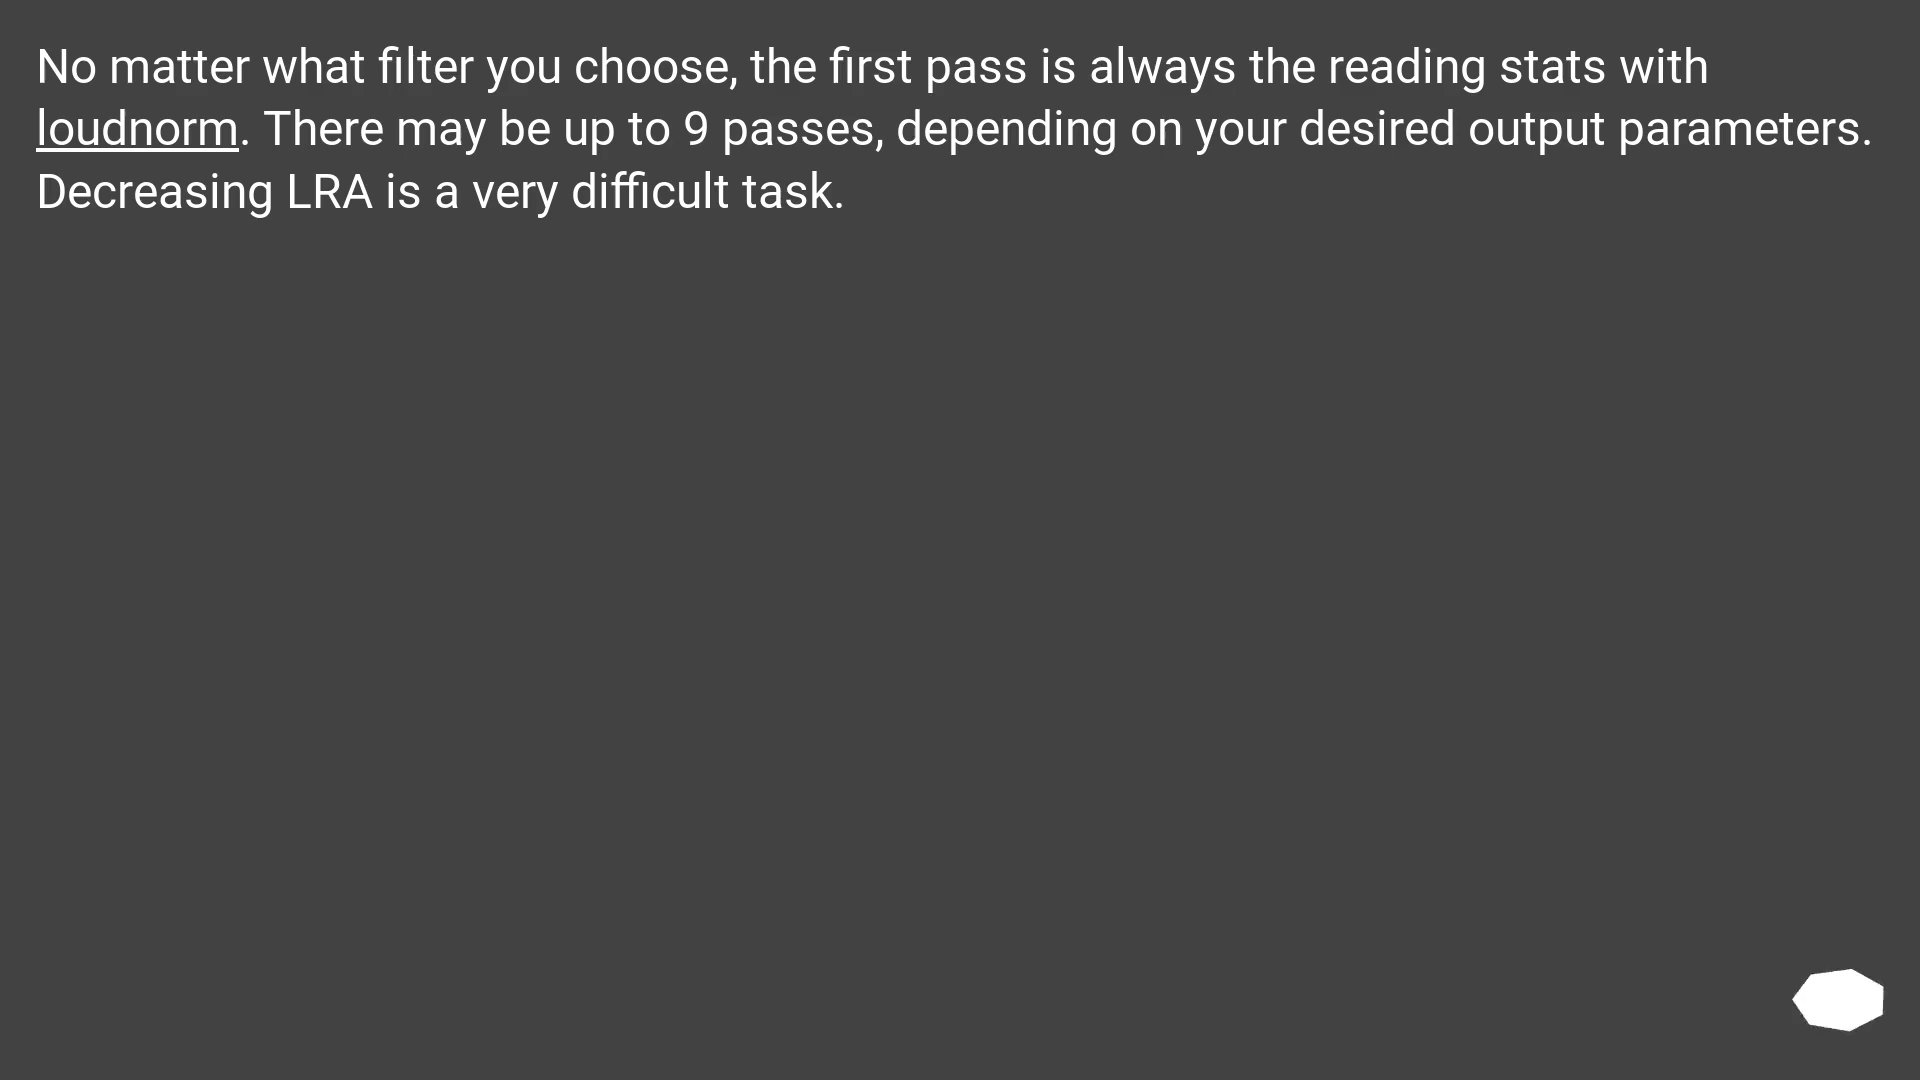 No matter what filter you choose, the first pass is always the reading stats with
loudnorm. There may be up to 9 passes, depending on your desired output parameters.
Decreasing LRA is a very difficult task.